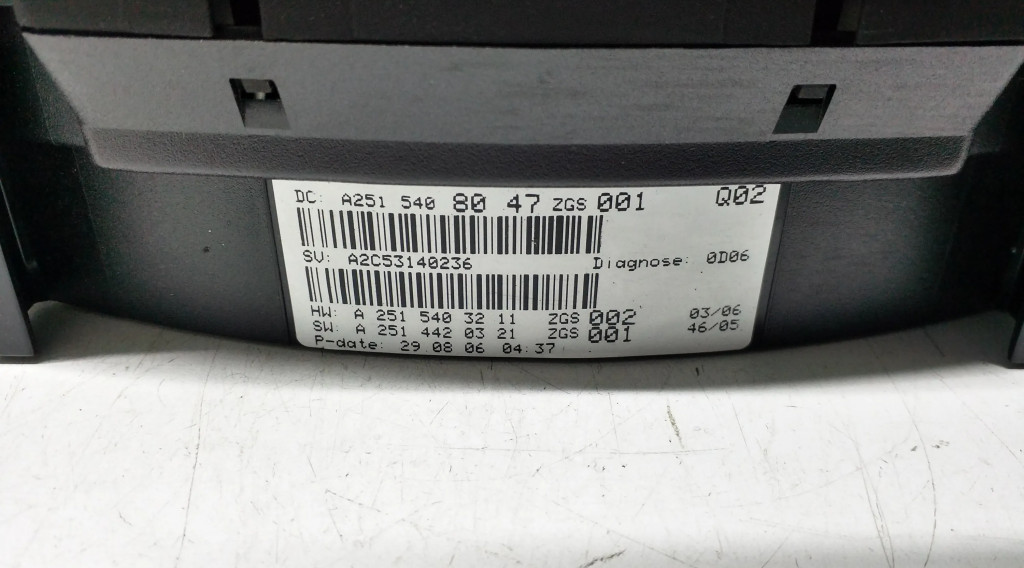 DC: A251 540 80 47 ZGS 001 Q02
SV: A2C53140236 Diagnose: 0D06
HW: A 251 540 32 11 ZGS 002 03/06
SW: A 251 442 03 21 ZGS 001 46/05
P-date: 29.08.06 04:37